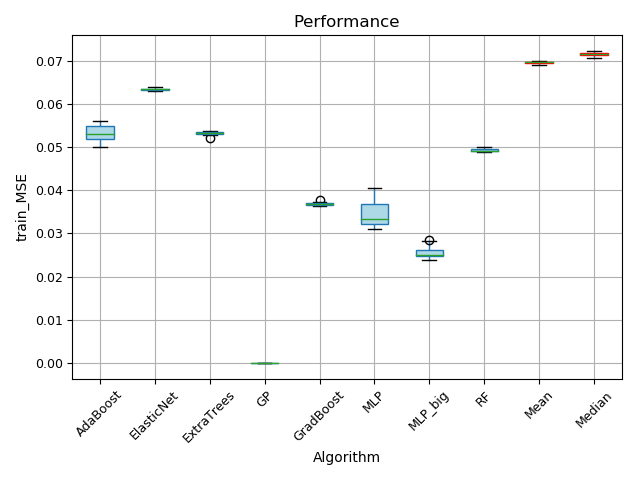 Performance
train_MSE
0.07
0.06
0.05
0.04
0.03
0.02
0.01
0.00
AdaBoost
ElasticNet
ExtraTrees
GP
GradBoost
MLP
MLP_big
RF
Mean
Median
Algorithm